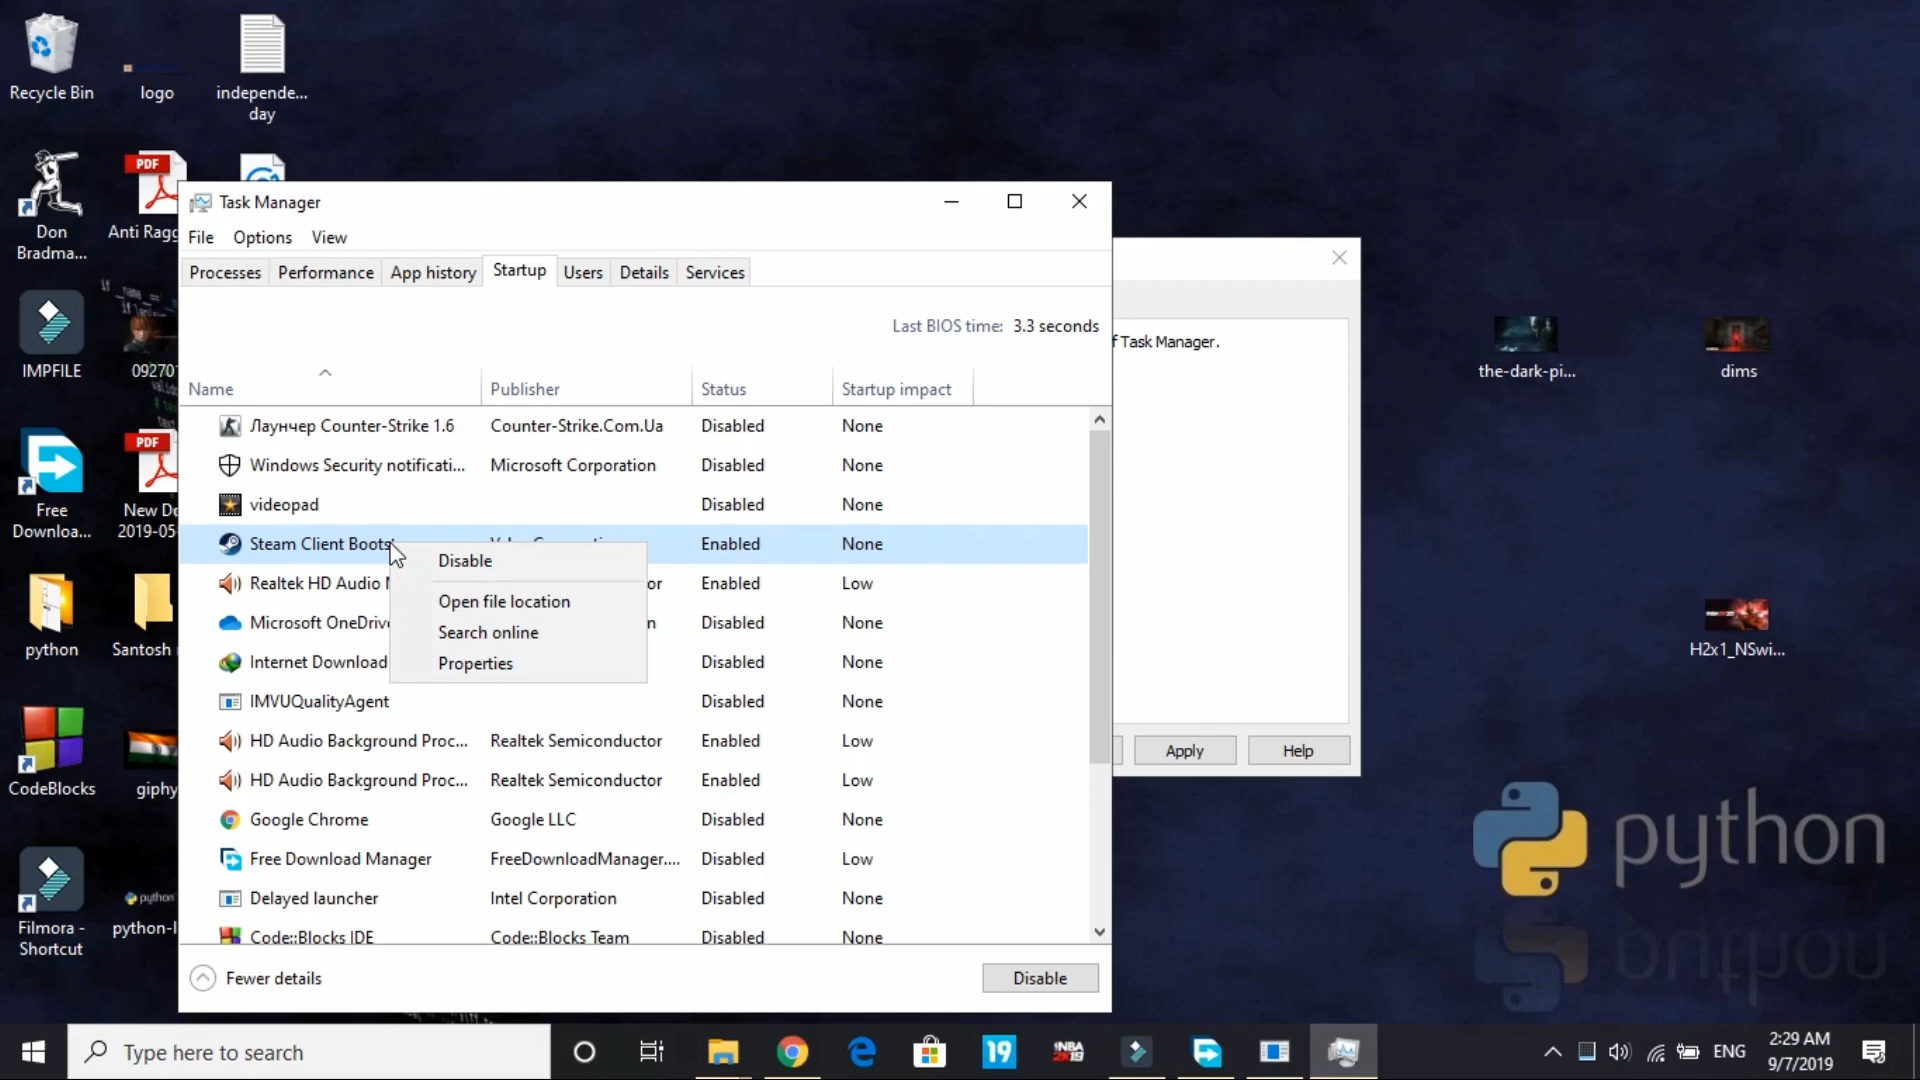 Recycle Bin
logo
independe...
day
Don
Bradma...
Anti Ragg
IMPFILE
09270
Free
Downloa...
New Do
2019-05
python
Santosh
CodeBlocks
giphy
Filmora -
Shortcut
python-l
PDF
PDF
Task Manager
File Options View
Processes Performance App history Startup Users Details Services
Last BIOS time: 3.3 seconds
Name Publisher Status Startup impact
Лаунчер Counter-Strike 1.6 Counter-Strike.Com.Ua Disabled None
Windows Security notificati... Microsoft Corporation Disabled None
videopad Disabled None
Steam Client Boots Enabled None
Realtek HD Audio Enabled Low
Microsoft OneDrive Disabled None
Internet Download Disabled None
IMVUQualityAgent Disabled None
HD Audio Background Proc... Realtek Semiconductor Enabled Low
HD Audio Background Proc... Realtek Semiconductor Enabled Low
Google Chrome Google LLC Disabled None
Free Download Manager FreeDownloadManager.... Disabled Low
Delayed launcher Intel Corporation Disabled None
Code::Blocks IDE Code::Blocks Team Disabled None
Disable
Open file location
Search online
Properties
Fewer details
Disable
f Task Manager.
Apply
Help
the-dark-pi...
dims
H2x1_NSwi...
python
Type here to search
19
NBA
2K19
ENG
2:29 AM
9/7/2019